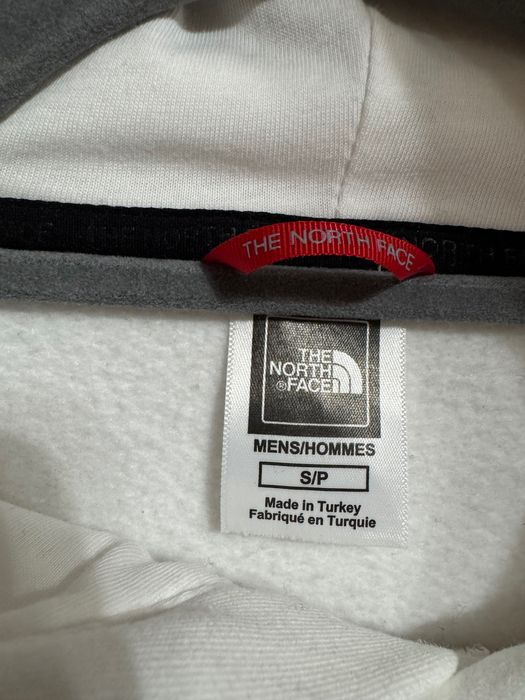 THE NORTH FACE
THE
NORTH
FACE®
MENS/HOMMES
S/P
Made in Turkey
Fabriqué en Turquie